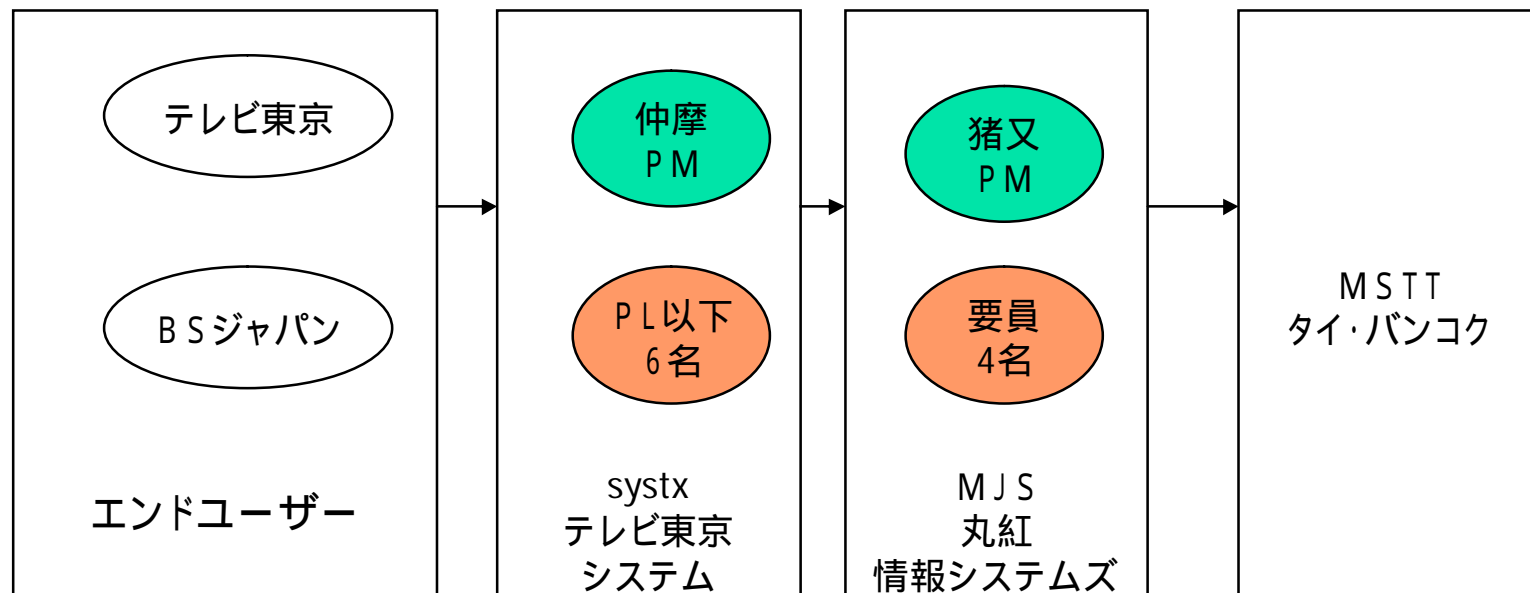 テレビ東京
BSジャパン
エンドユーザー
仲摩
PM
PL以下
6名
systx
テレビ東京
システム
猪又
PM
要員
4名
MJS
丸紅
情報システムズ
MSTT
タイ・バンコク